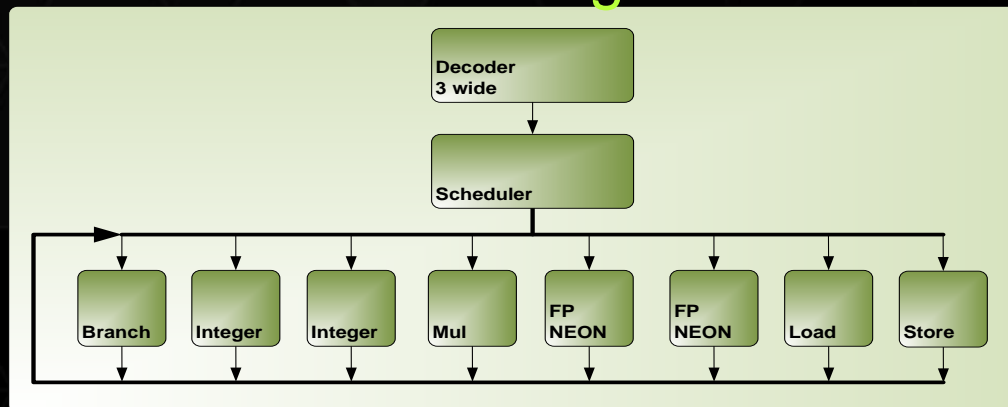 Decoder
3 wide
Scheduler
Branch
Integer
Integer
Mul
FP
NEON
FP
NEON
Load
Store